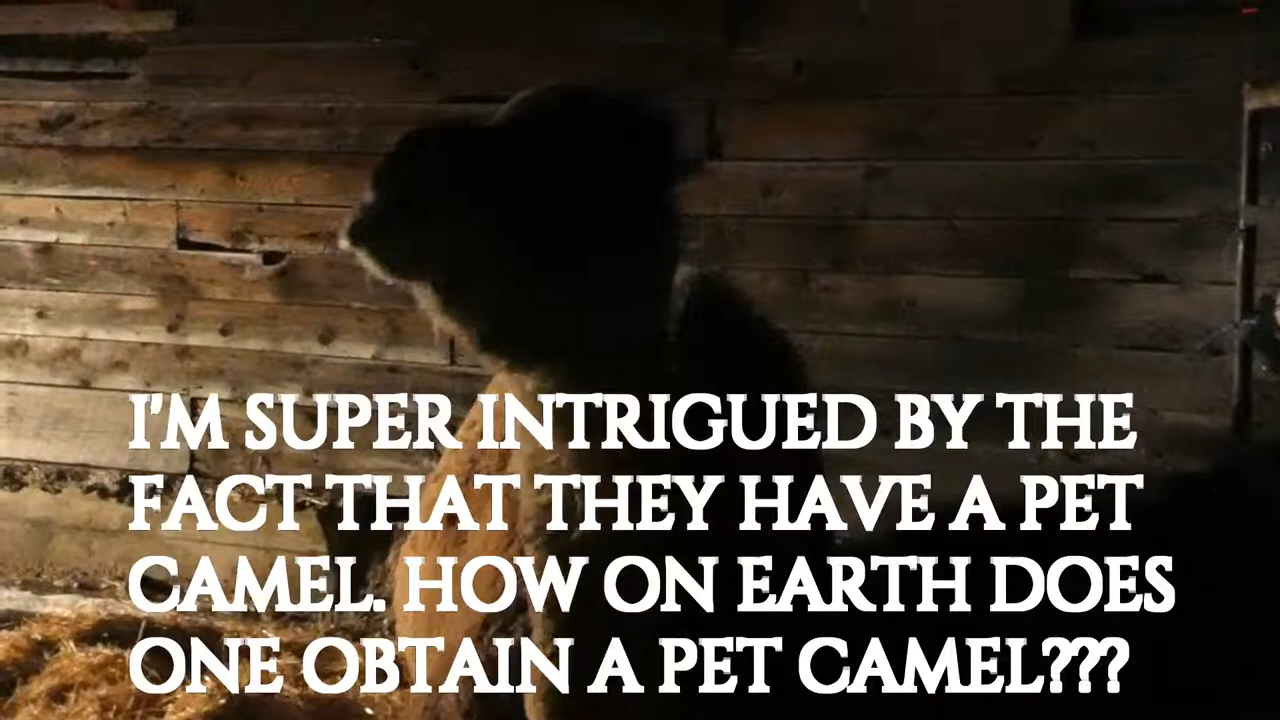 I'M SUPER INTRIGUED BY THE
FACT THAT THEY HAVE A PET
CAMEL. HOW ON EARTH DOES
ONE OBTAIN A PET CAMEL???